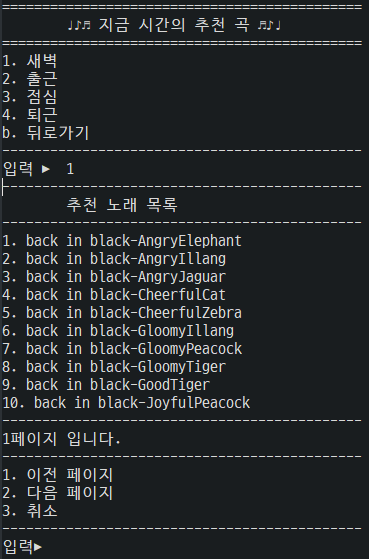 =============================================
♩♪♬ 지금 시간의 추천 곡 ♬♪♩
=============================================
1. 새벽
2. 출근
3. 점심
4. 퇴근
b. 뒤로가기
---------------------------------------------
입력 ▶ 1
---------------------------------------------
추천 노래 목록
---------------------------------------------
1. back in black-AngryElephant
2. back in black-AngryIllang
3. back in black-AngryJaguar
4. back in black-CheerfulCat
5. back in black-CheerfulZebra
6. back in black-GloomyIllang
7. back in black-GloomyPeacock
8. back in black-GloomyTiger
9. back in black-GoodTiger
10. back in black-JoyfulPeacock
---------------------------------------------
1페이지 입니다.
---------------------------------------------
1. 이전 페이지
2. 다음 페이지
3. 취소
---------------------------------------------
입력▶